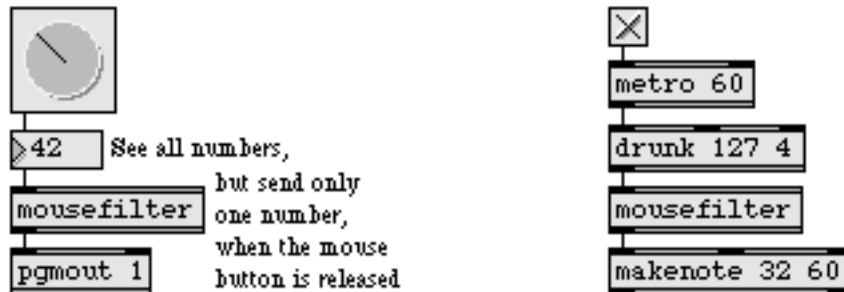 42
See all numbers,
but send only
one number,
when the mouse
button is released
mousefilter
pgmout 1
metro 60
drunk 127 4
mousefilter
makenote 32 60